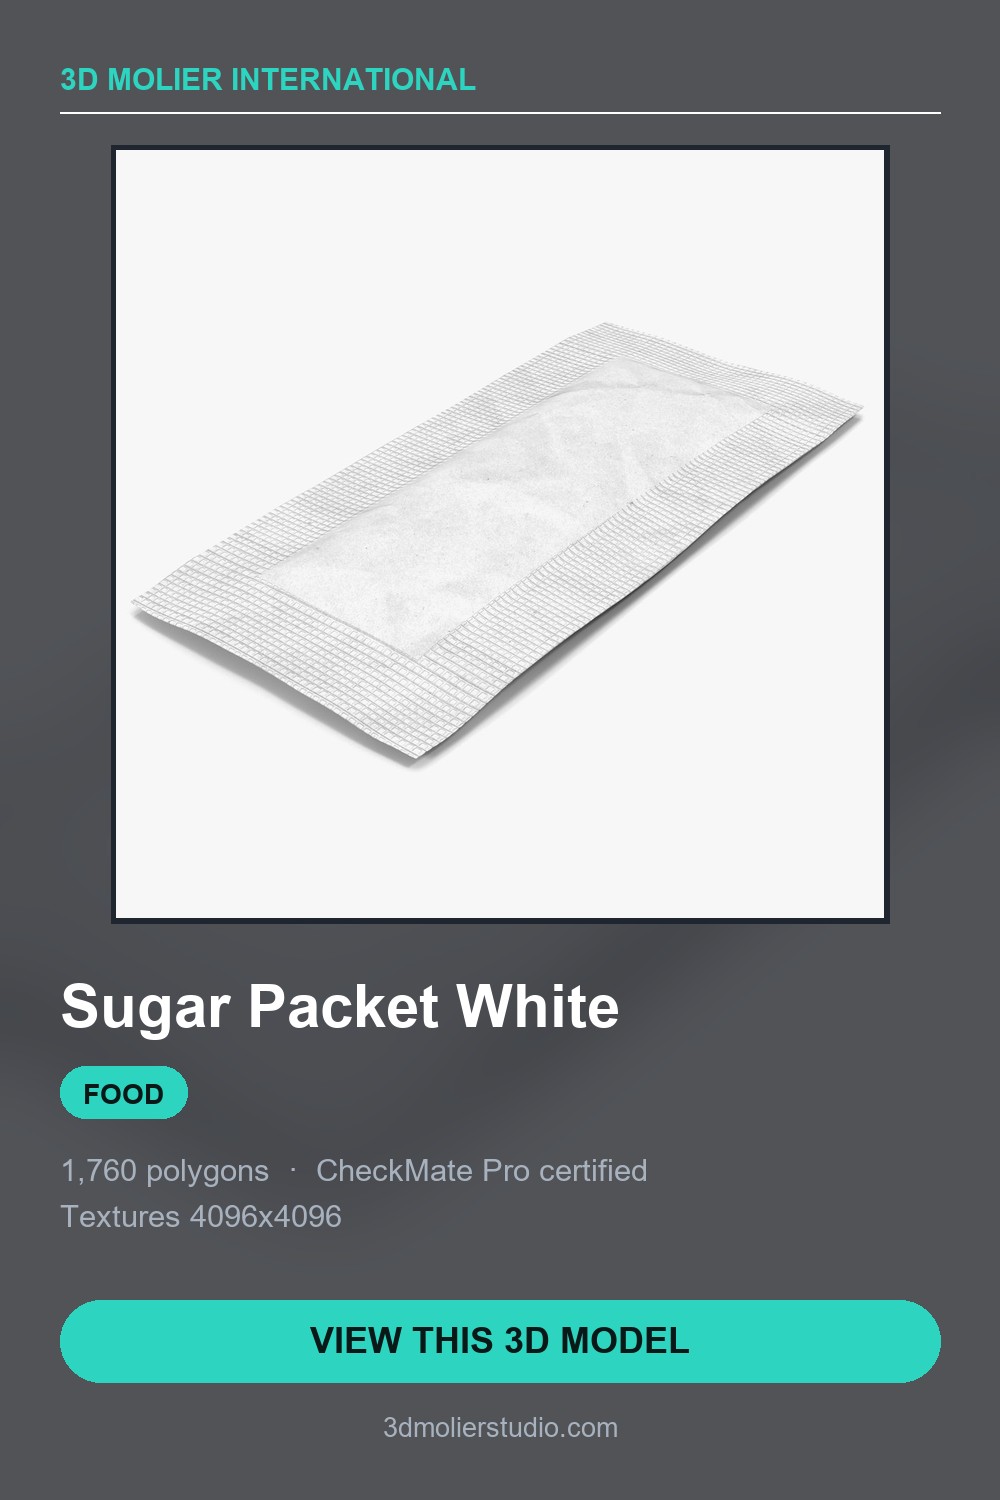 3D MOLIER INTERNATIONAL
Sugar Packet White
FOOD
1,760 polygons · CheckMate Pro certified
Textures 4096x4096
VIEW THIS 3D MODEL
3dmolierstudio.com